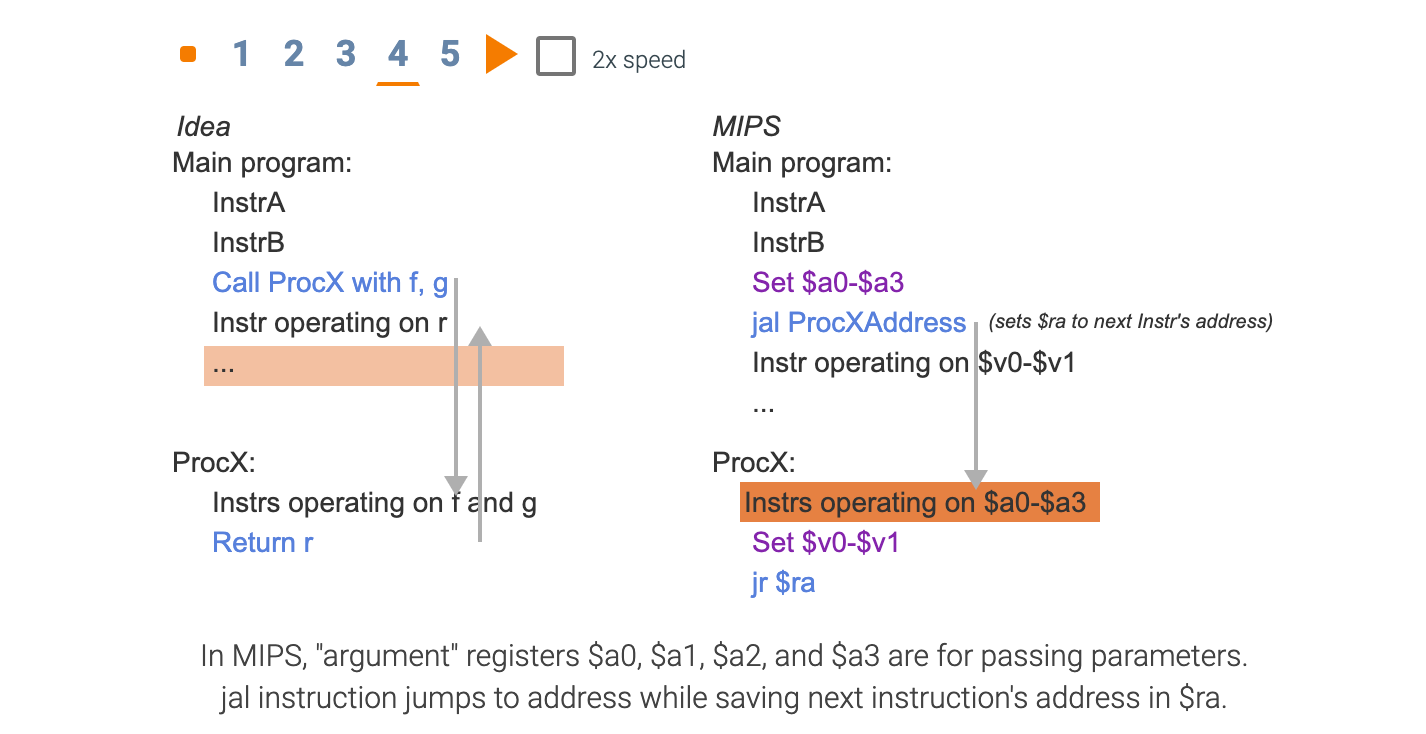 1 2 3 4 5 2x speed
Idea
Main program:
InstrA
InstrB
Call ProcX with f, g
Instr operating on r
...
ProcX:
Instrs operating on f and g
Return r
MIPS
Main program:
InstrA
InstrB
Set $a0-$a3
jal ProcXAddress (sets $ra to next Instr's address)
Instr operating on $v0-$v1
...
ProcX:
Instrs operating on $a0-$a3
Set $v0-$v1
jr $ra
In MIPS, "argument" registers $a0, $a1, $a2, and $a3 are for passing parameters.
jal instruction jumps to address while saving next instruction's address in $ra.